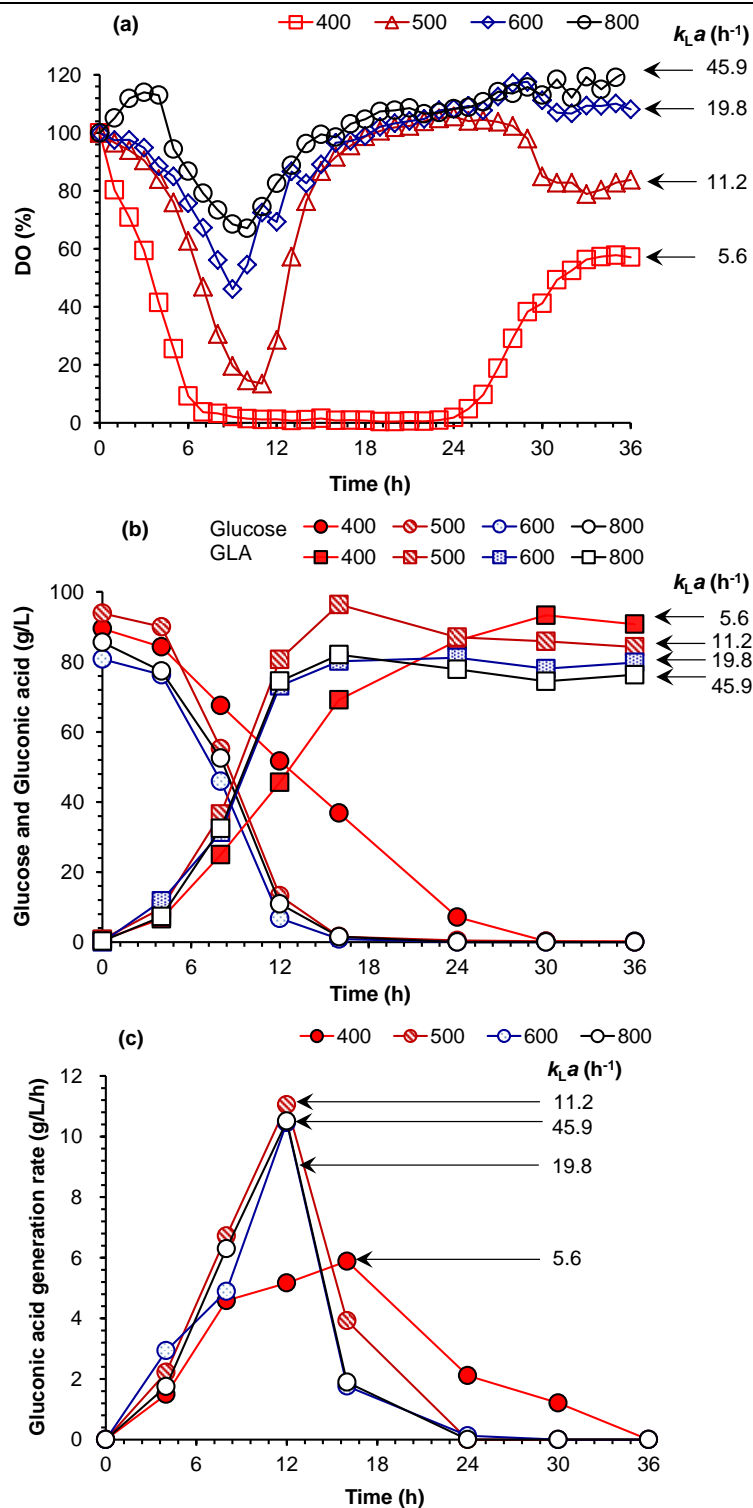 (a) 400 500 600 800
k_La (h⁻¹)
120
100
80
60
40
20
0
DO (%)
45.9
19.8
11.2
5.6
0 6 12 18 24 30 36
Time (h)
(b) Glucose 400 500 600 800
GLA 400 500 600 800
k_La (h⁻¹)
100
80
60
40
20
0
Glucose and Gluconic acid (g/L)
5.6
11.2
19.8
45.9
0 6 12 18 24 30 36
Time (h)
(c) 400 500 600 800
k_La (h⁻¹)
12
10
8
6
4
2
0
Gluconic acid generation rate (g/L/h)
11.2
45.9
19.8
5.6
0 6 12 18 24 30 36
Time (h)